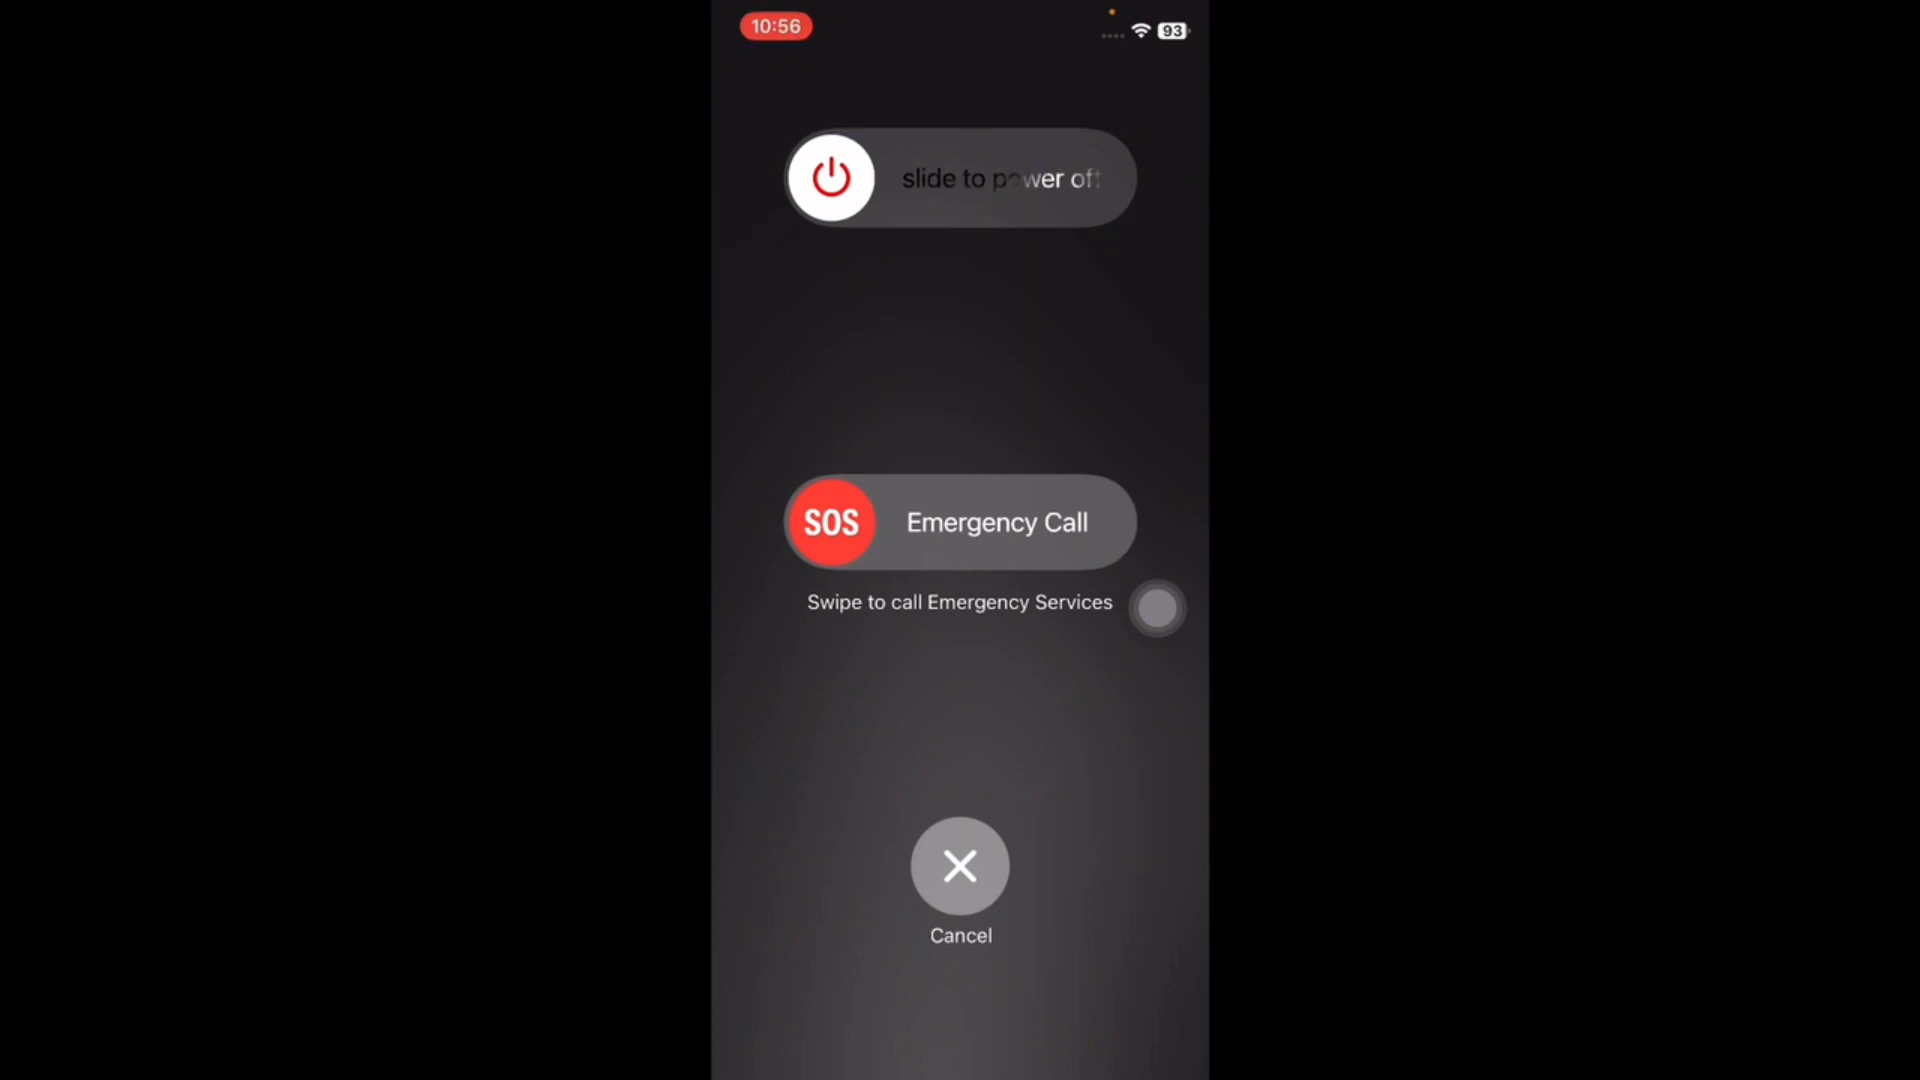 10:56
93
slide to power off
SOS
Emergency Call
Swipe to call Emergency Services
Cancel